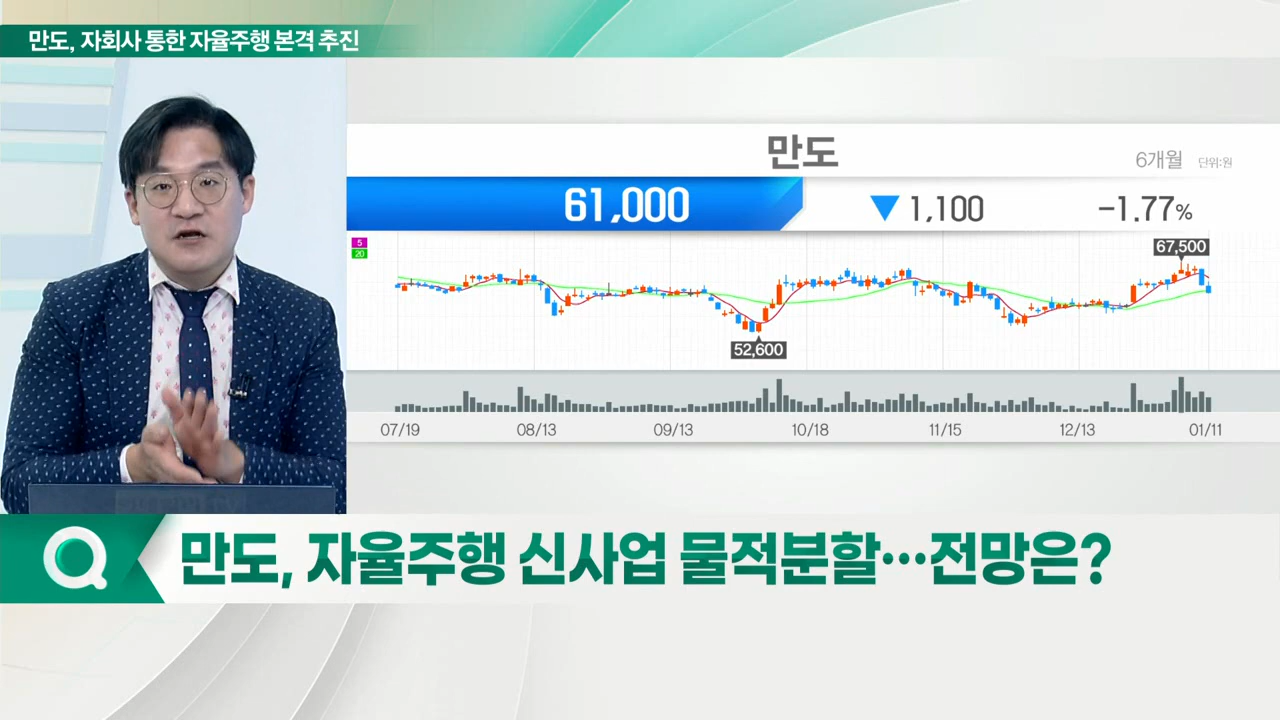 만도, 자회사 통한 자율주행 본격 추진
만도
6개월 단위:원
61,000
▼ 1,100
-1.77%
5
20
67,500
52,600
07/19 08/13 09/13 10/18 11/15 12/13 01/11
Q 만도, 자율주행 신사업 물적분할…전망은?